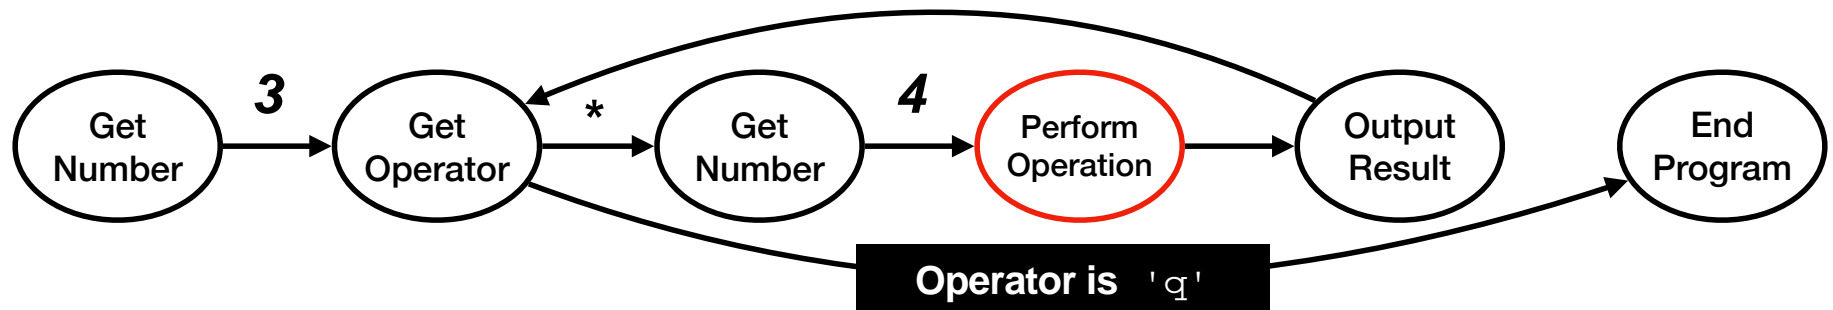 Get
Number
3
Get
Operator
*
Get
Number
4
Perform
Operation
Output
Result
End
Program
Operator is 'q'